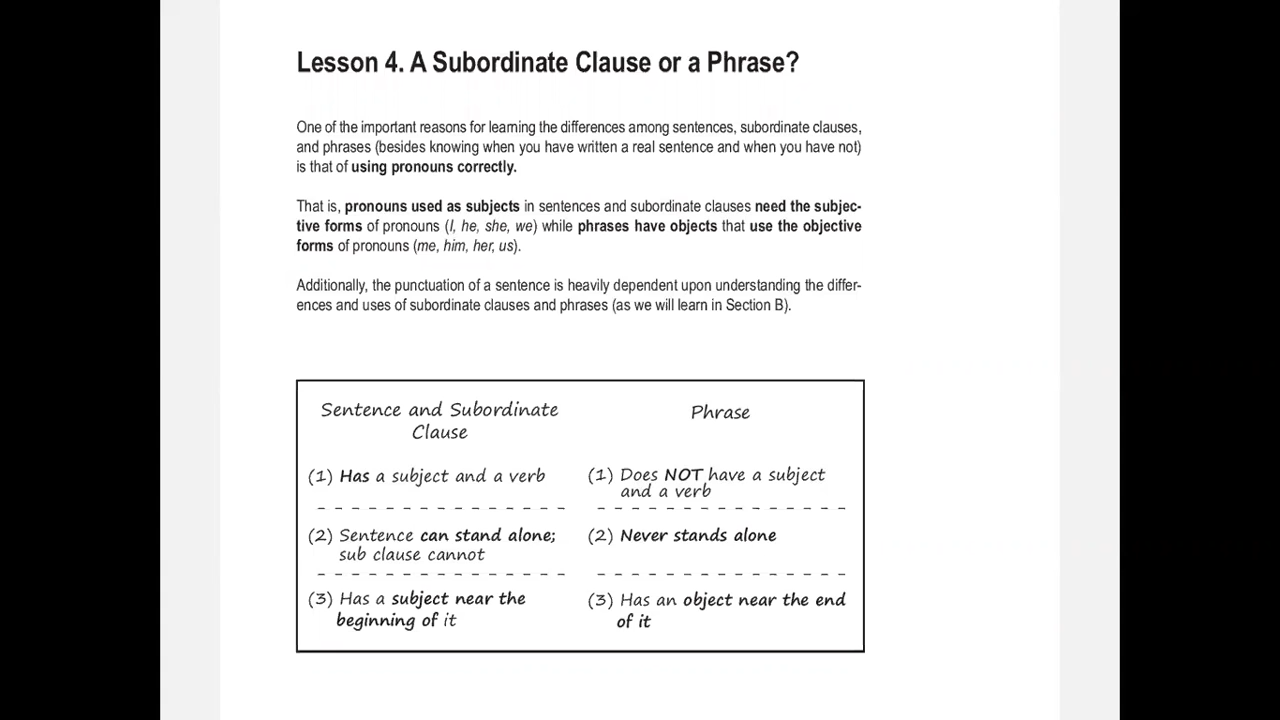 Lesson 4. A Subordinate Clause or a Phrase?
One of the important reasons for learning the differences among sentences, subordinate clauses,
and phrases (besides knowing when you have written a real sentence and when you have not)
is that of using pronouns correctly.
That is, pronouns used as subjects in sentences and subordinate clauses need the subjec-
tive forms of pronouns (I, he, she, we) while phrases have objects that use the objective
forms of pronouns (me, him, her, us).
Additionally, the punctuation of a sentence is heavily dependent upon understanding the differ-
ences and uses of subordinate clauses and phrases (as we will learn in Section B).
Sentence and Subordinate
Clause
(1) Has a subject and a verb
(2) Sentence can stand alone;
sub clause cannot
(3) Has a subject near the
beginning of it
Phrase
(1) Does NOT have a subject
and a verb
(2) Never stands alone
(3) Has an object near the end
of it